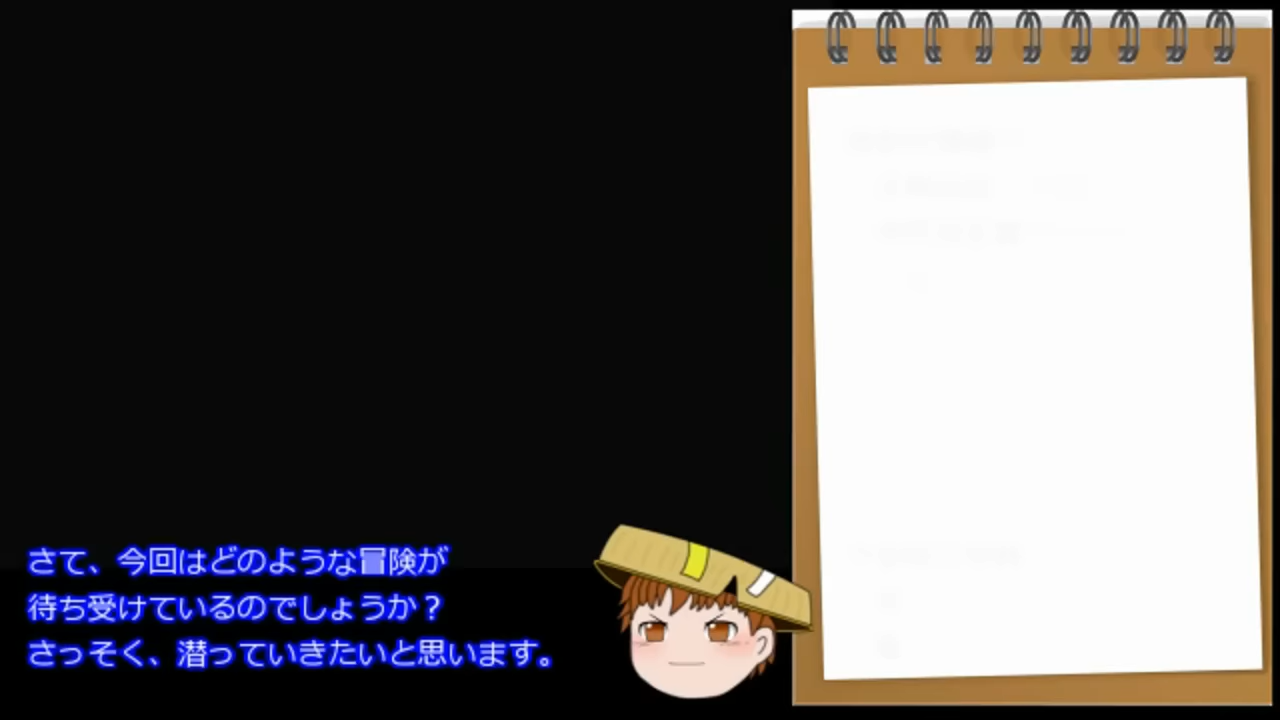 さて、今回はどのような冒険が
待ち受けているのでしょうか？
さっそく、潜っていきたいと思います。